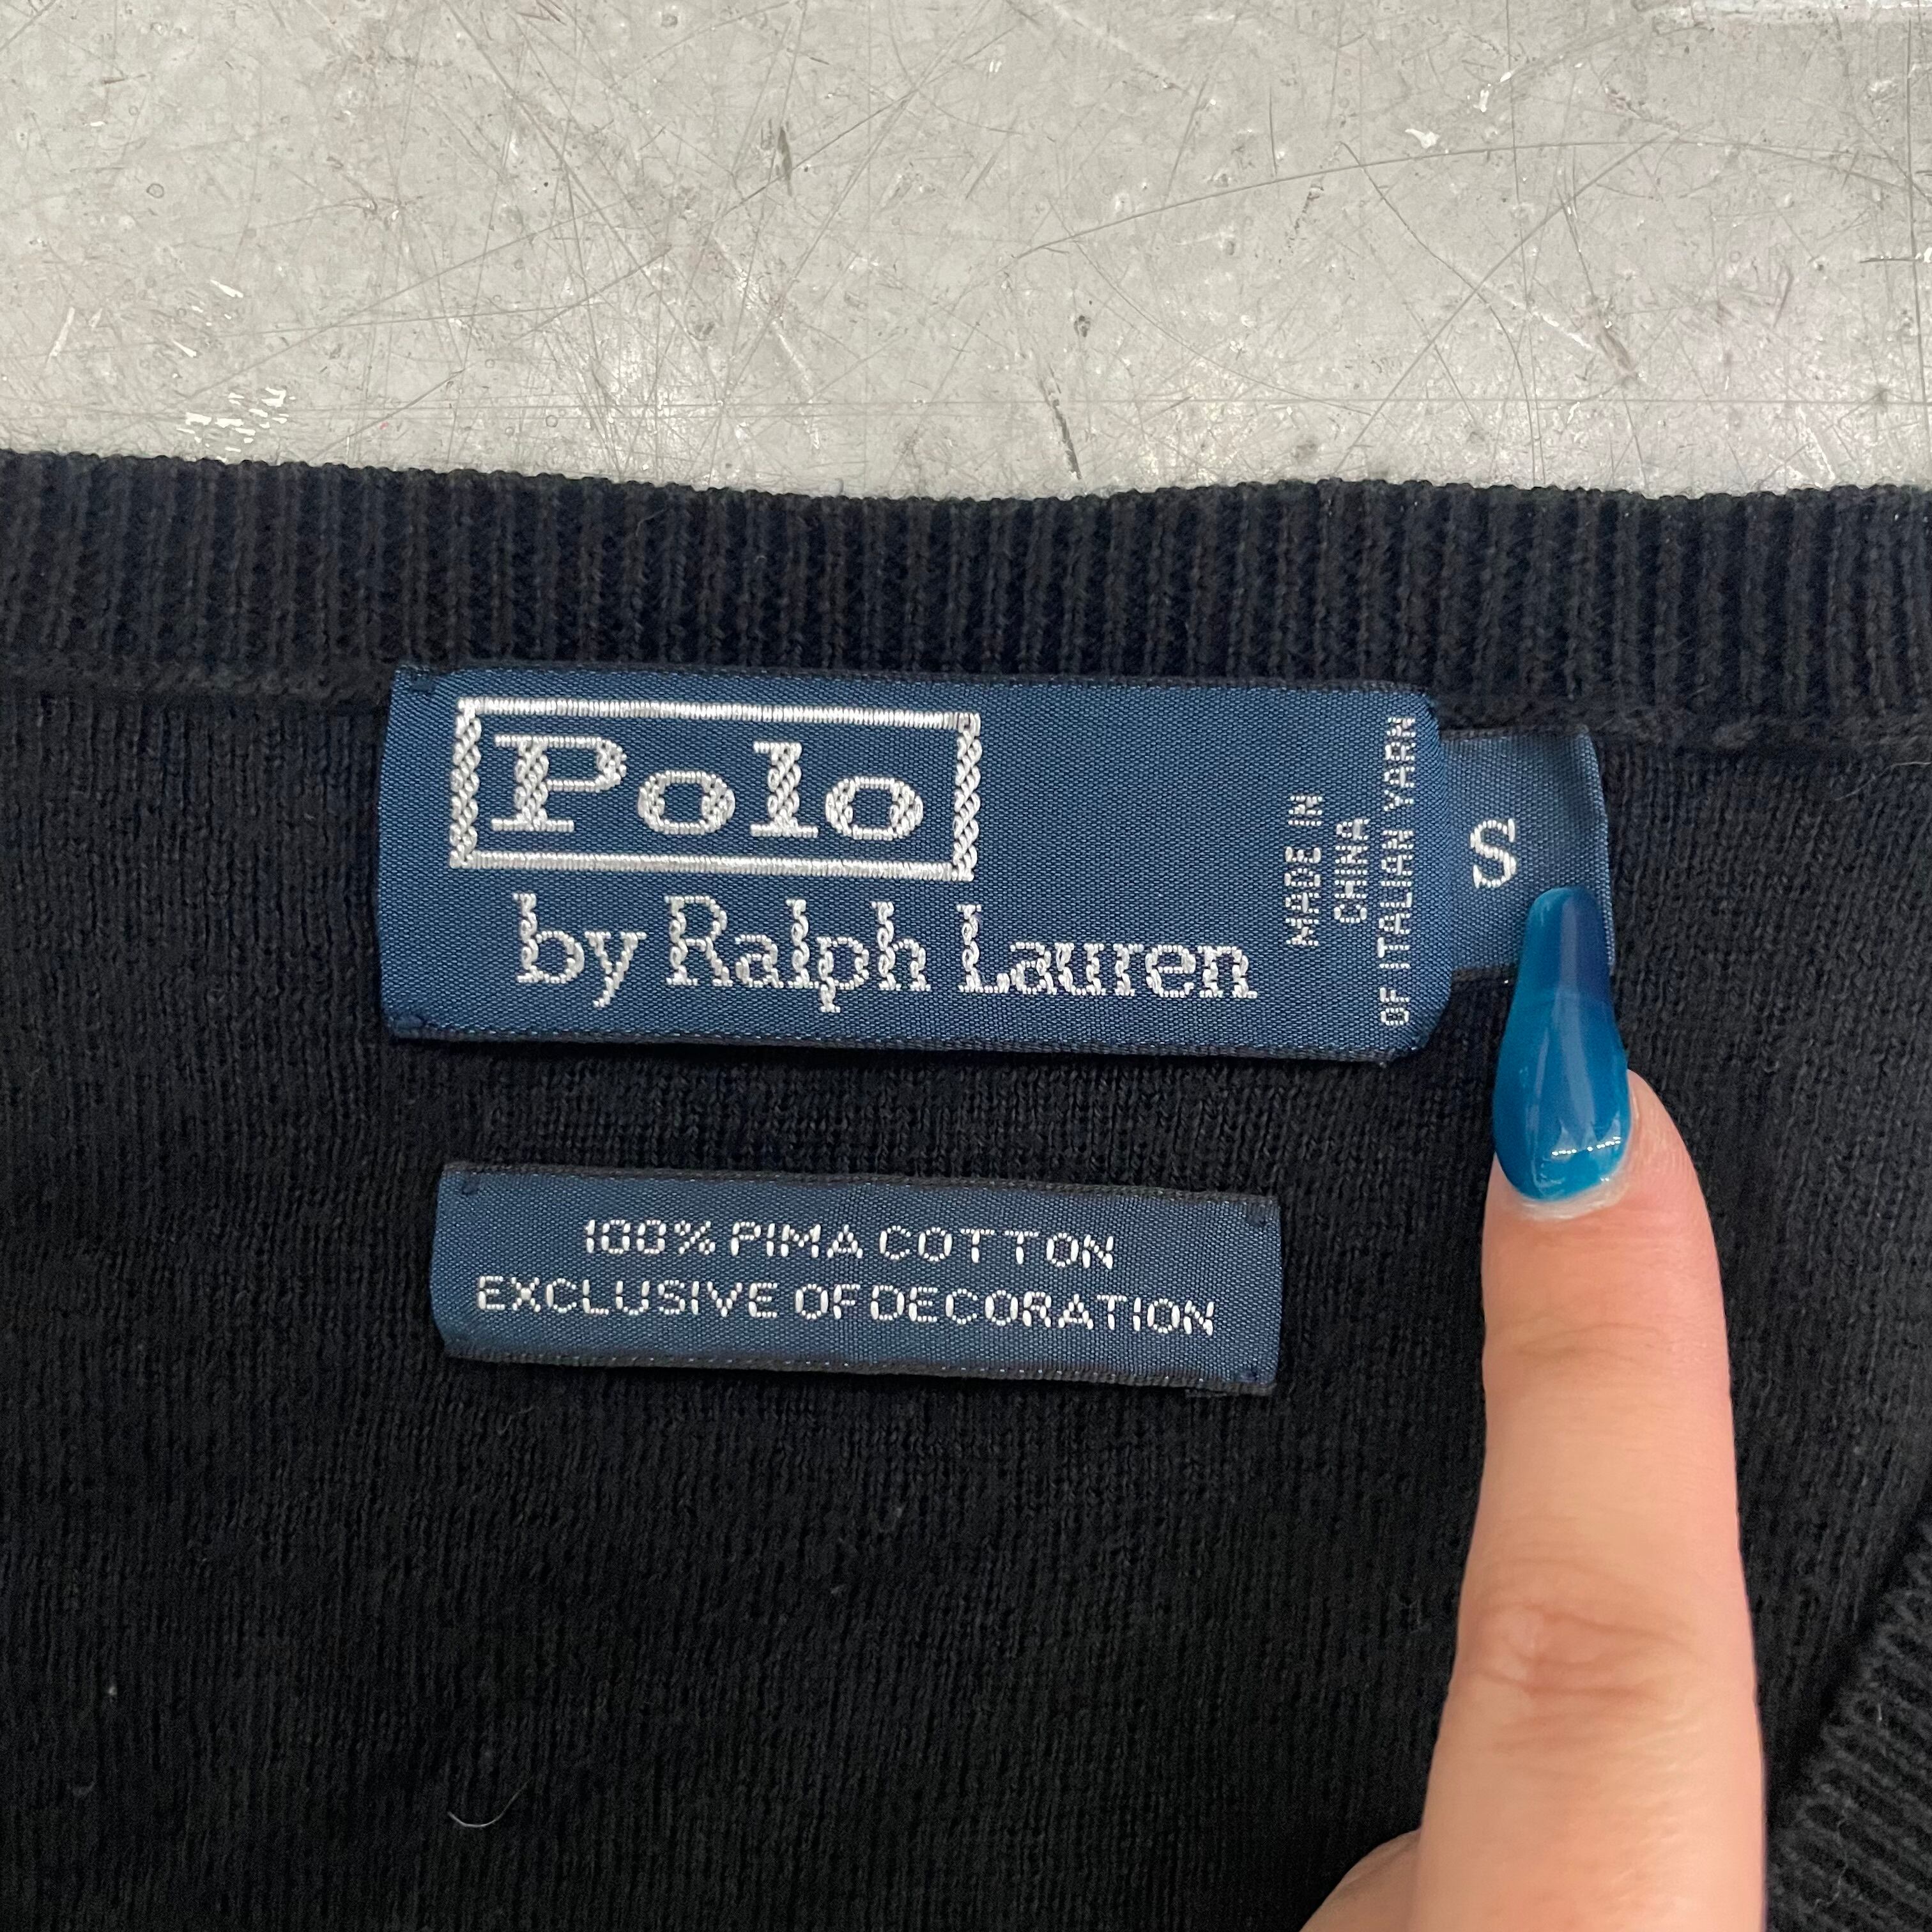 Polo
by Ralph Lauren
MADE IN
CHINA
OF ITALIAN YARN
S
100% PIMA COTTON
EXCLUSIVE OF DECORATION